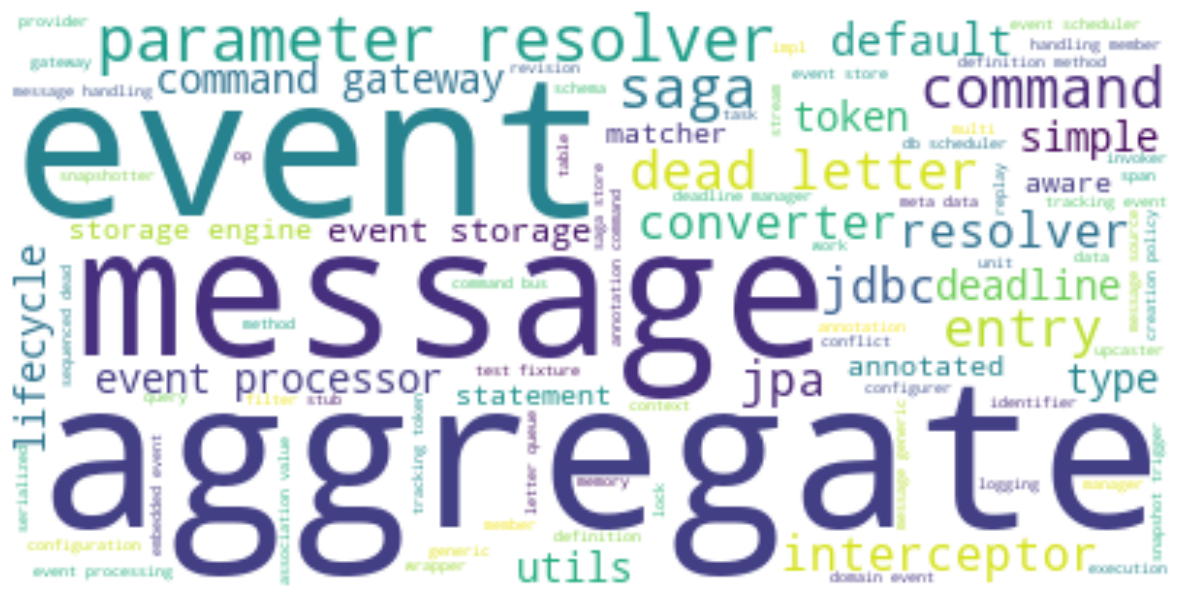 provider
parameter resolver
impl
default
event scheduler
handling member
gateway
command gateway
revision
definition method
message handling
event
schema
saga
task
event store
stream
command
token
multi
simple
matcher
db scheduler
invoker
op
table
snapshotter
dead letter
replay
aware
span
deadline manager
meta data
tracking event
storage engine
event storage
saga store
annotation command
converter
work
resolver
message source
creation policy
lifecycle
sequenced dead
message
command bus
method
unit
data
jdbc
deadline
annotation
conflict
entry
upcaster
event processor
test fixture
jpa
annotated
type
query
filter
stub
statement
context
configurer
identifier
aggregate
serialized
embedded event
association value
tracking token
letter queue
memory
lock
message generic
logging
manager
snapshot trigger
configuration
member
generic
definition
wrapper
event processing
utils
interceptor
domain event
execution